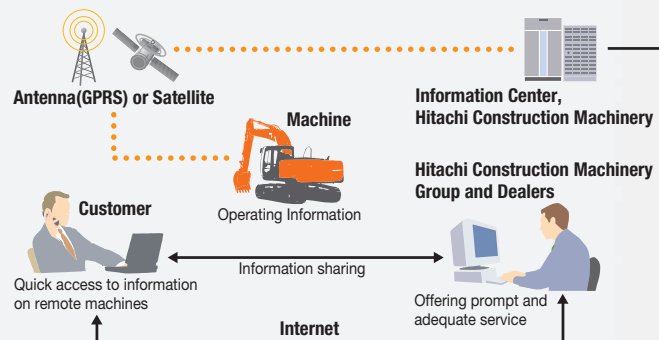 Antenna(GPRS) or Satellite
Information Center,
Hitachi Construction Machinery
Machine
Operating Information
Hitachi Construction Machinery
Group and Dealers
Customer
Information sharing
Quick access to information
on remote machines
Offering prompt and
adequate service
Internet